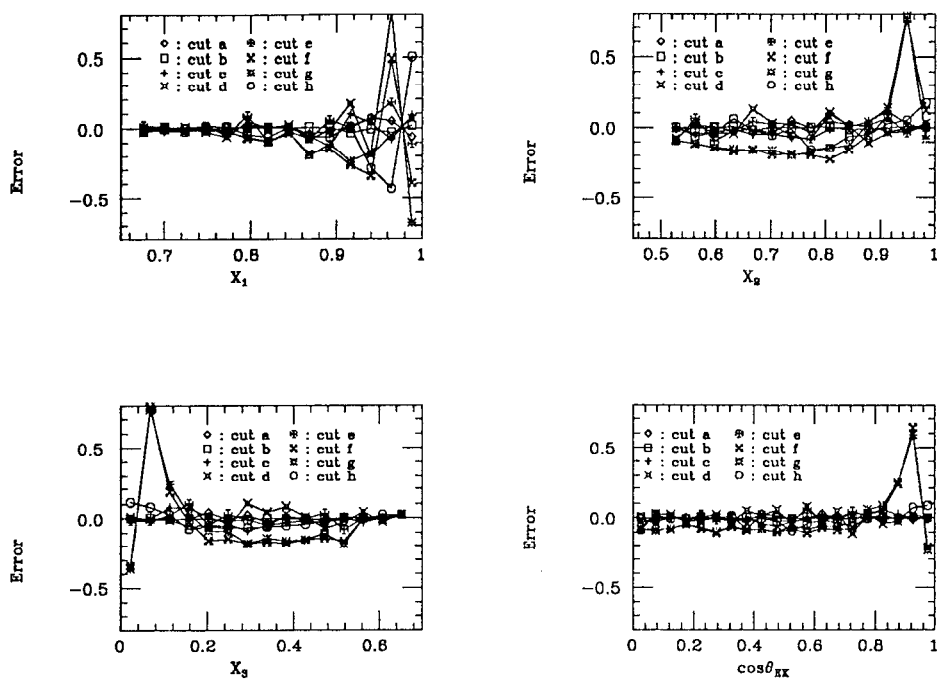 0.5
0.0
−0.5
Error
◇ : cut a
□ : cut b
+ : cut c
¤ : cut d
⊕ : cut e
× : cut f
¤ : cut g
○ : cut h
0.7 0.8 0.9 1
X₁
0.5
0.0
−0.5
Error
: cut a
: cut b
: cut c
: cut d
: cut e
: cut f
: cut g
: cut h
0.5 0.6 0.7 0.8 0.9 1
X₂
0.5
0.0
−0.5
Error
◇ : cut a
□ : cut b
+ : cut c
¤ : cut d
⊕ : cut e
× : cut f
¤ : cut g
○ : cut h
0 0.2 0.4 0.6
X₃
0.5
0.0
−0.5
Error
◇ : cut a
□ : cut b
+ : cut c
¤ : cut d
⊕ : cut e
× : cut f
¤ : cut g
○ : cut h
0 0.2 0.4 0.6 0.8 1
cosθ